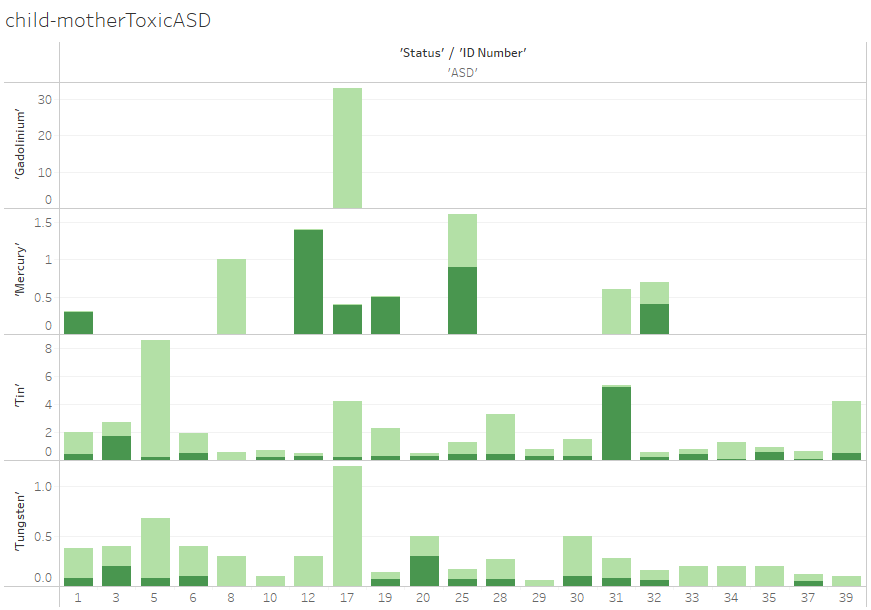 child-motherToxicASD
'Status' / 'ID Number'
'ASD'
'Gadolinium'
30
20
10
0
'Mercury'
1.5
1
0.5
0
'Tin'
8
6
4
2
0
'Tungsten'
1.0
0.5
0.0
1 3 5 6 8 10 12 17 19 20 25 28 29 30 31 32 33 34 35 37 39